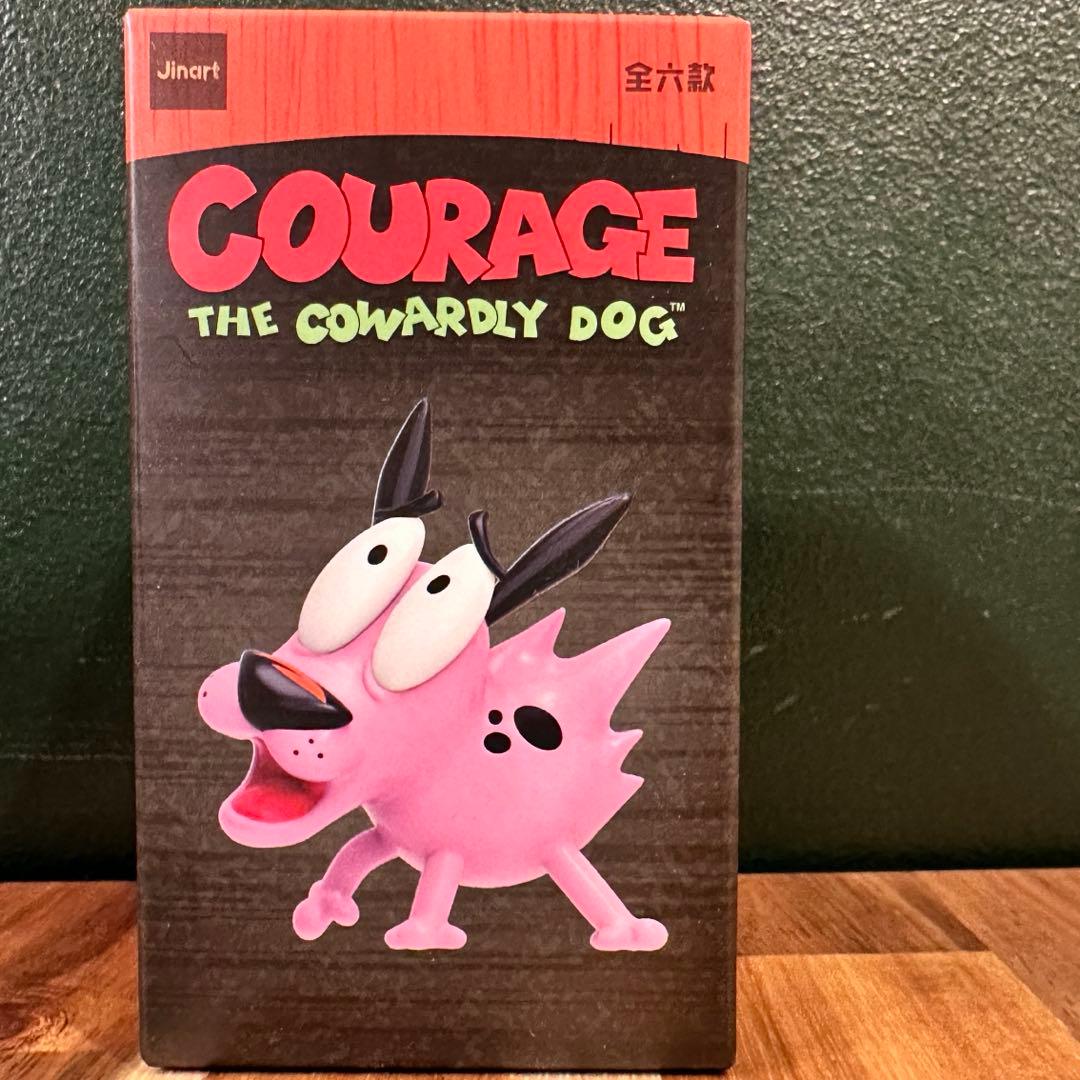 Jinart
全六款
COURAGE
THE COWARDLY DOG™